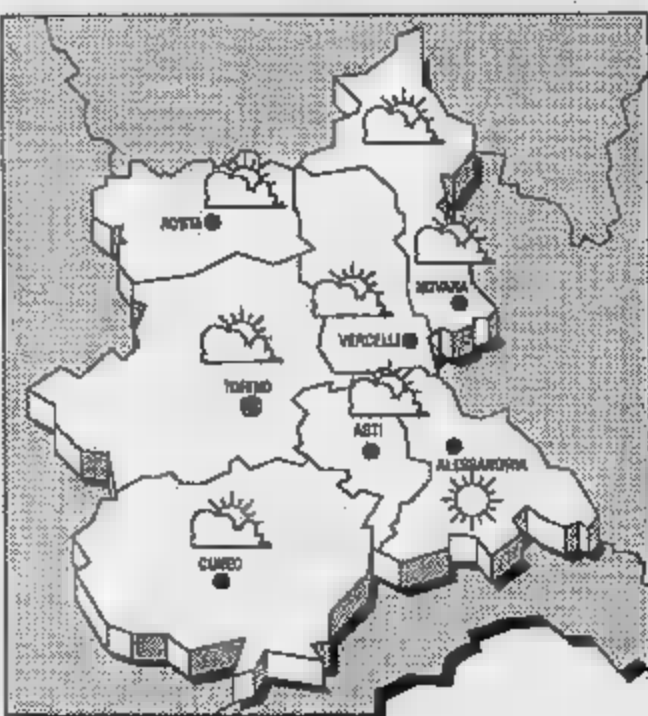 AOSTA
NOVARA
VERCELLI
TORINO
ASTI
ALESSANDRIA
CUNEO